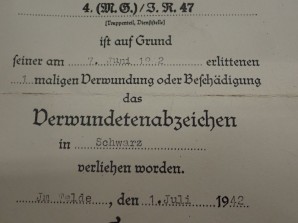 4. (M.G.)/J.R.47
(Truppenteil, Dienststelle)
ist auf Grund
seiner am 7. Juni 1942 erlittenen
1 maligen Verwundung oder Beschädigung
das
Verwundetenabzeichen
in Schwarz
verliehen worden.
Jm Felde, den 1. Juli 1942